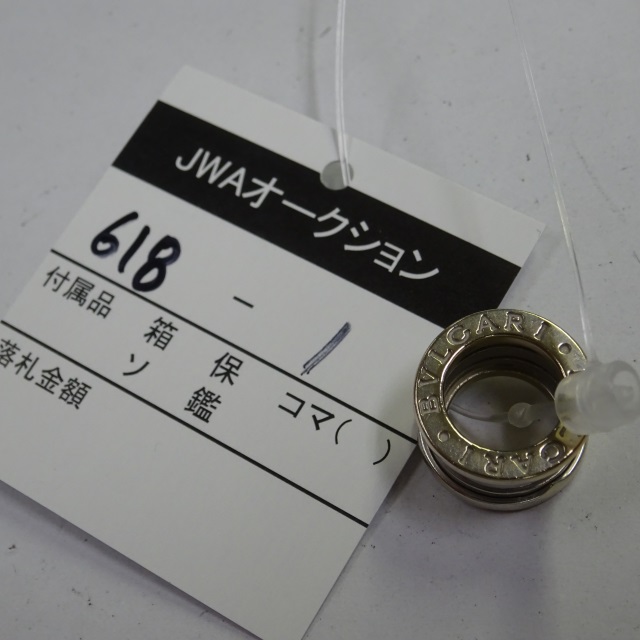 JWAオークション
618 - 1
付属品 箱 保 コマ( )
ソ 鑑
落札金額
BVLGARI
GARI